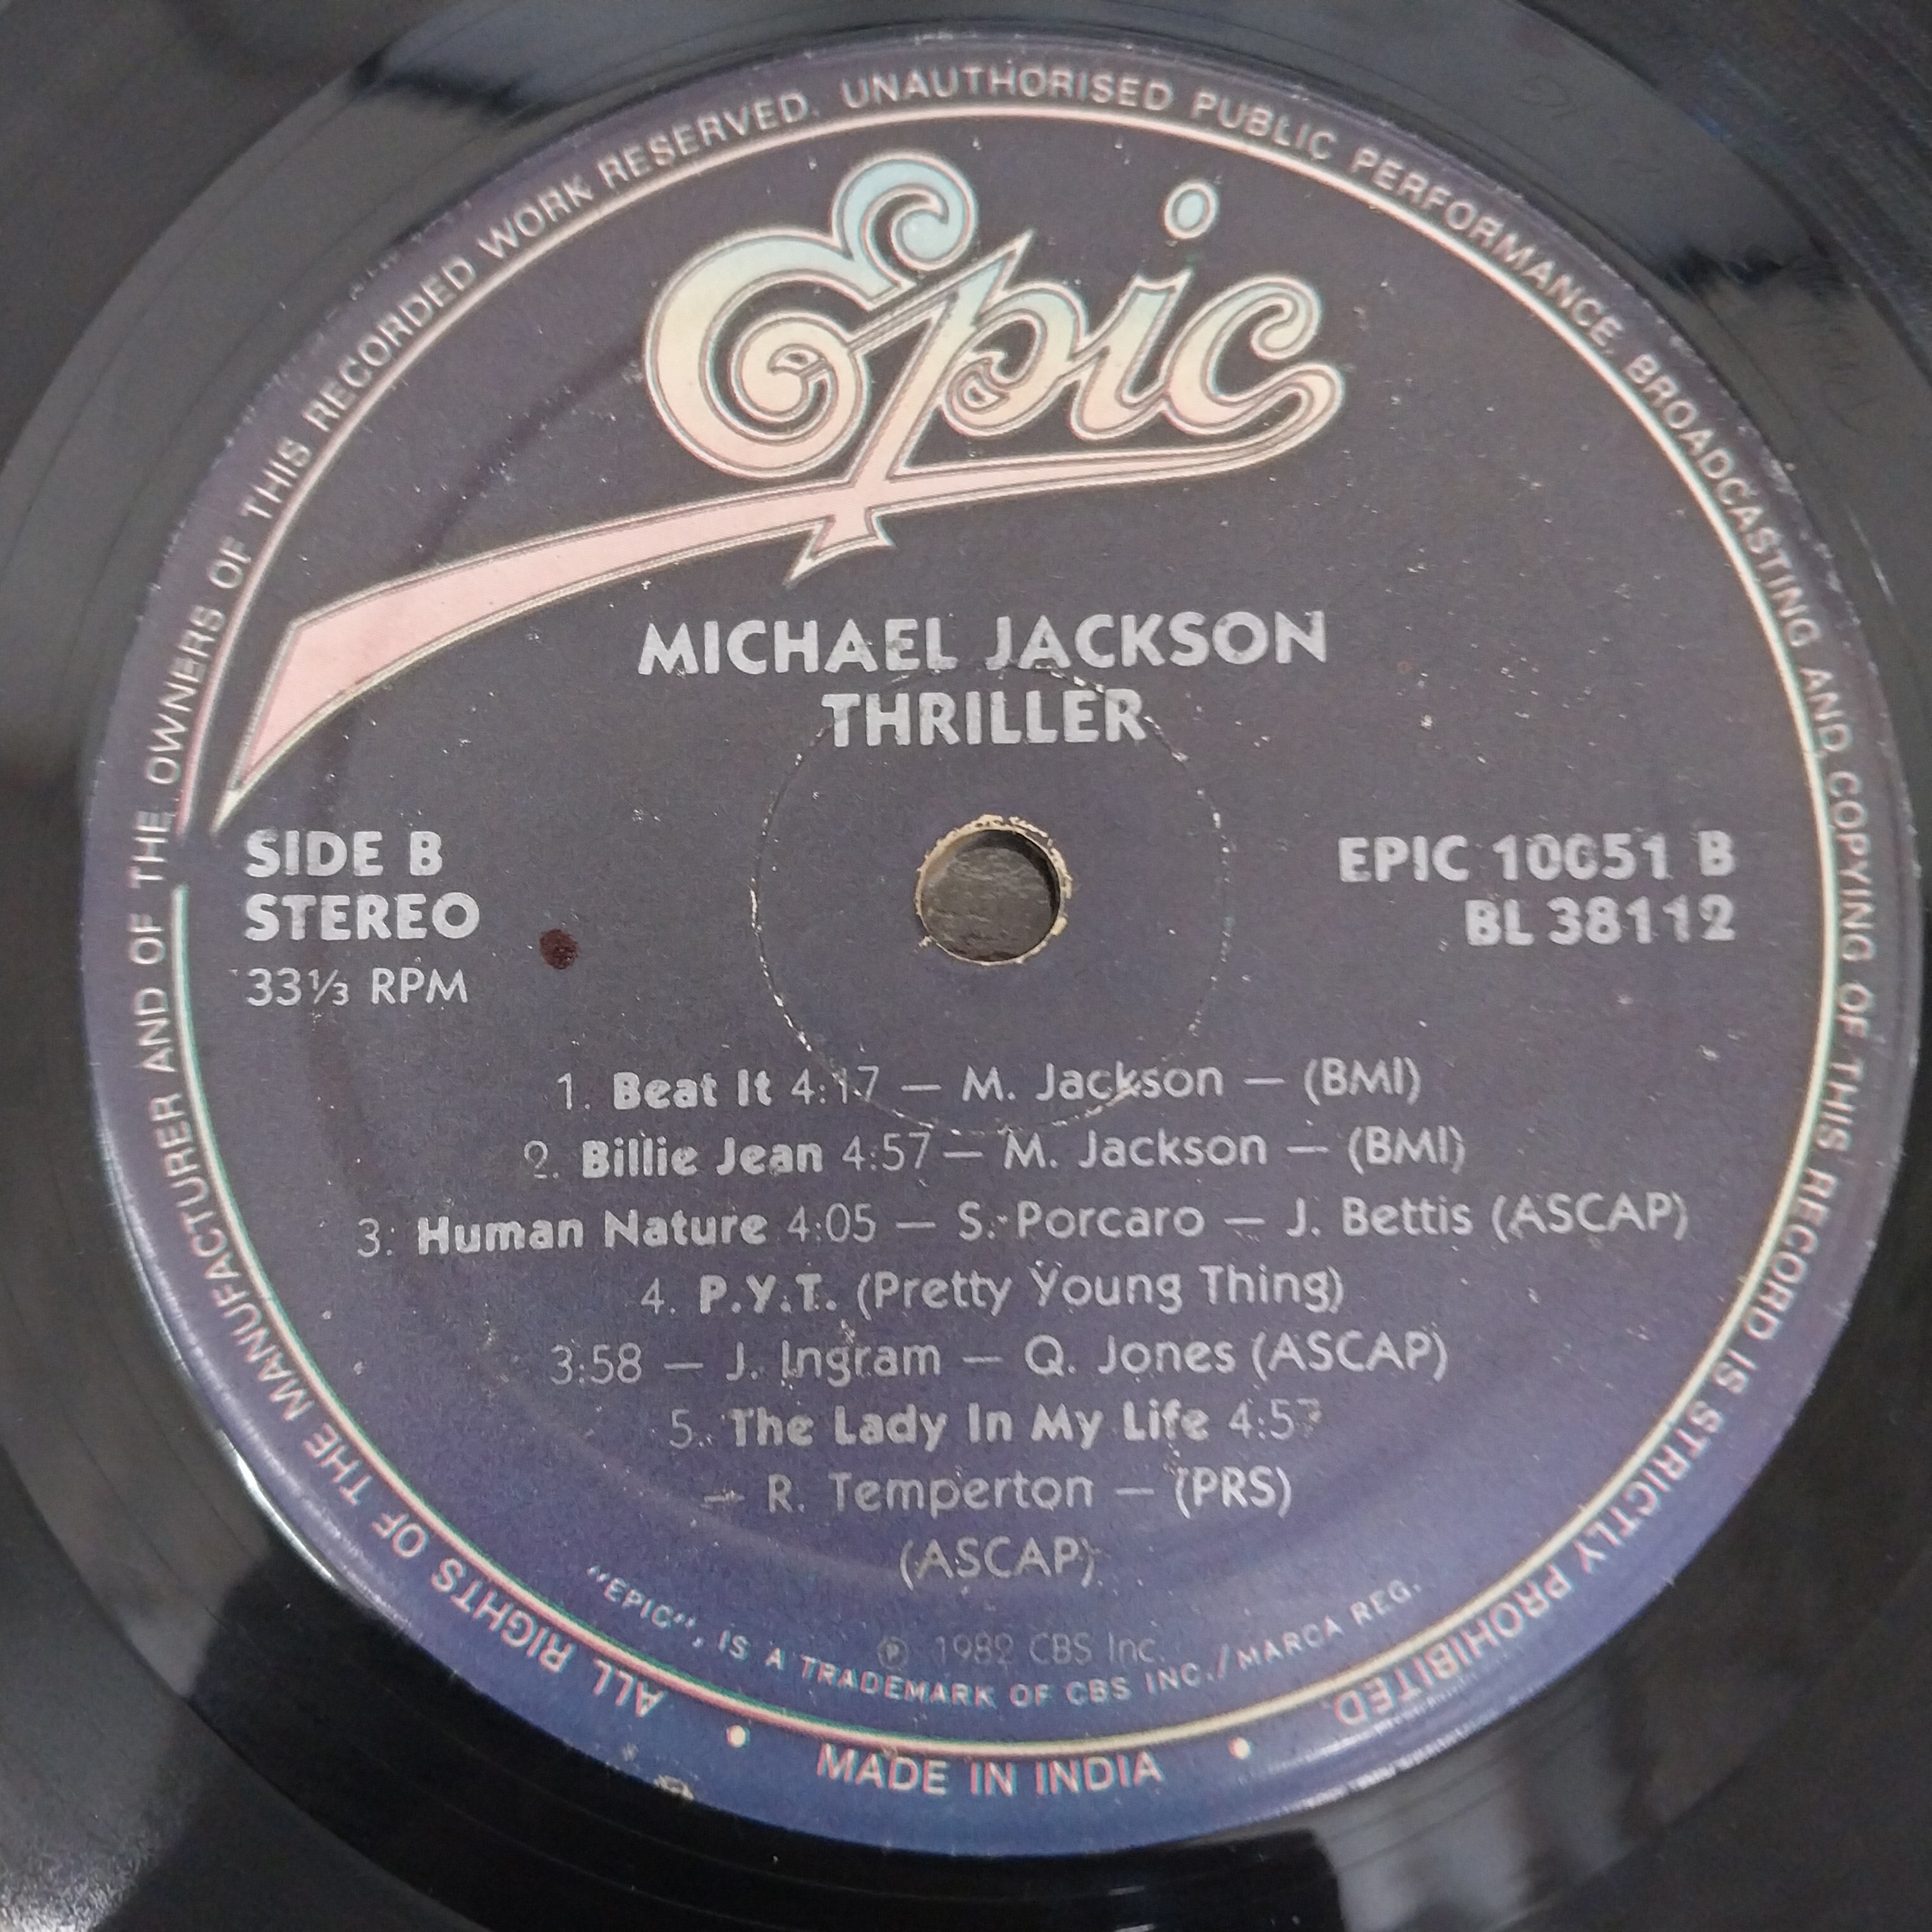 ALL RIGHTS OF THE MANUFACTURER AND OF THE OWNERS OF THIS RECORDED WORK RESERVED. UNAUTHORISED PUBLIC PERFORMANCE, BROADCASTING AND COPYING OF THIS RECORD IS STRICTLY PROHIBITED.
Epic
MICHAEL JACKSON
THRILLER
SIDE B
STEREO
33⅓ RPM
EPIC 10051 B
BL 38112
1. Beat It 4:17 — M. Jackson — (BMI)
2. Billie Jean 4:57 — M. Jackson — (BMI)
3. Human Nature 4:05 — S. Porcaro — J. Bettis (ASCAP)
4. P.Y.T. (Pretty Young Thing)
3:58 — J. Ingram — Q. Jones (ASCAP)
5. The Lady In My Life 4:57
— R. Temperton — (PRS)
(ASCAP)
℗ 1982 CBS Inc.
"EPIC", IS A TRADEMARK OF CBS INC./MARCA REG.
• MADE IN INDIA •